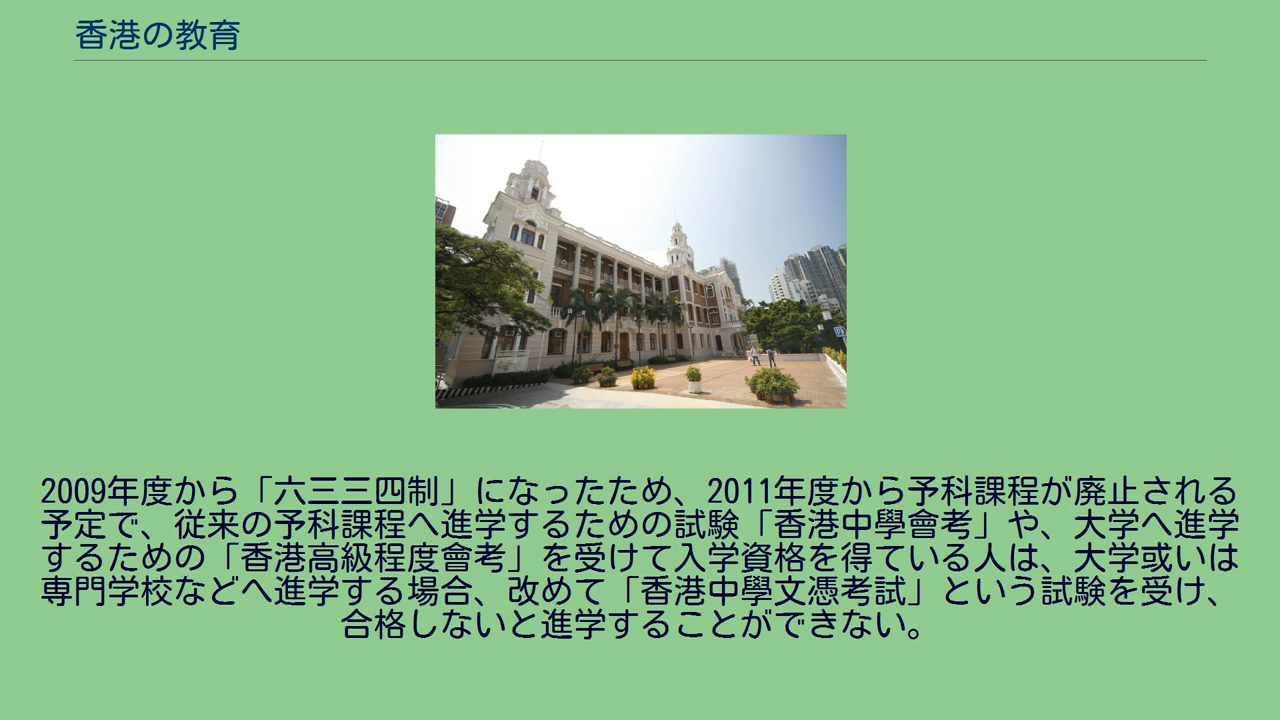 香港の教育
2009年度から「六三三四制」になったため、2011年度から予科課程が廃止される
予定で、従来の予科課程へ進学するための試験「香港中學會考」や、大学へ進学
するための「香港高級程度會考」を受けて入学資格を得ている人は、大学或いは
専門学校などへ進学する場合、改めて「香港中學文憑考試」という試験を受け、
合格しないと進学することができない。